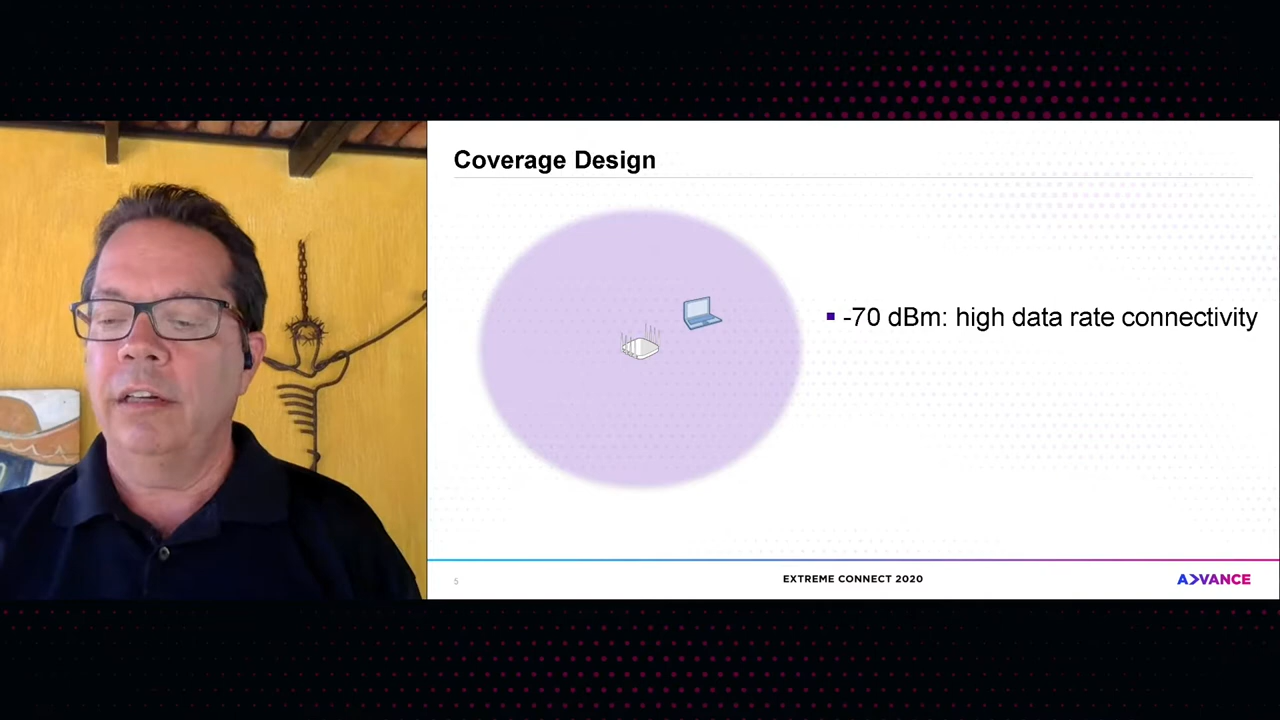 Coverage Design
▪ -70 dBm: high data rate connectivity
5
EXTREME CONNECT 2020
ADVANCE